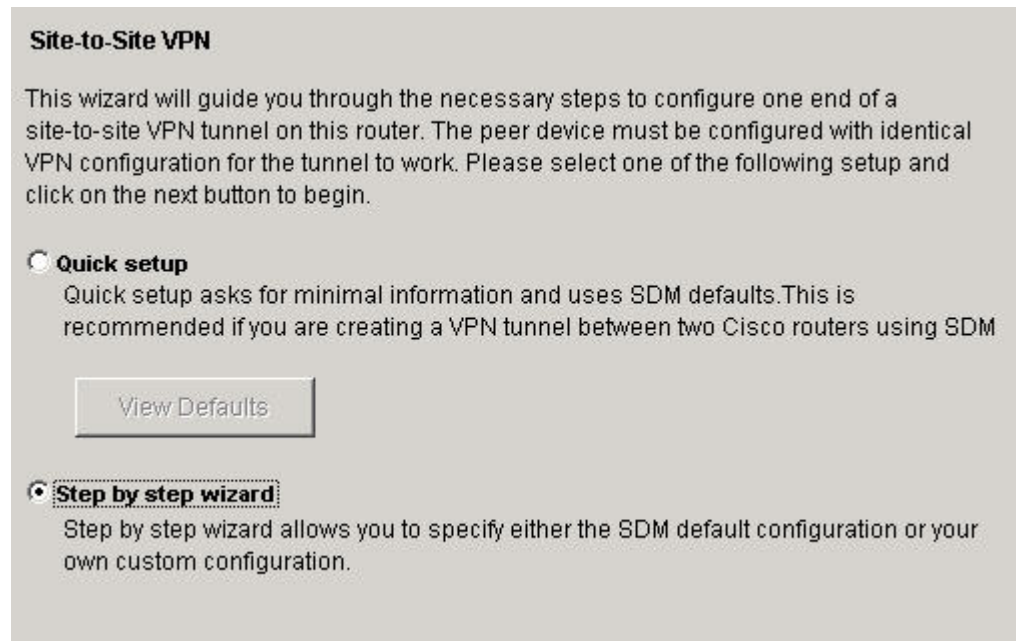 Site-to-Site VPN
This wizard will guide you through the necessary steps to configure one end of a
site-to-site VPN tunnel on this router. The peer device must be configured with identical
VPN configuration for the tunnel to work. Please select one of the following setup and
click on the next button to begin.
Quick setup
Quick setup asks for minimal information and uses SDM defaults.This is
recommended if you are creating a VPN tunnel between two Cisco routers using SDM
View Defaults
Step by step wizard
Step by step wizard allows you to specify either the SDM default configuration or your
own custom configuration.